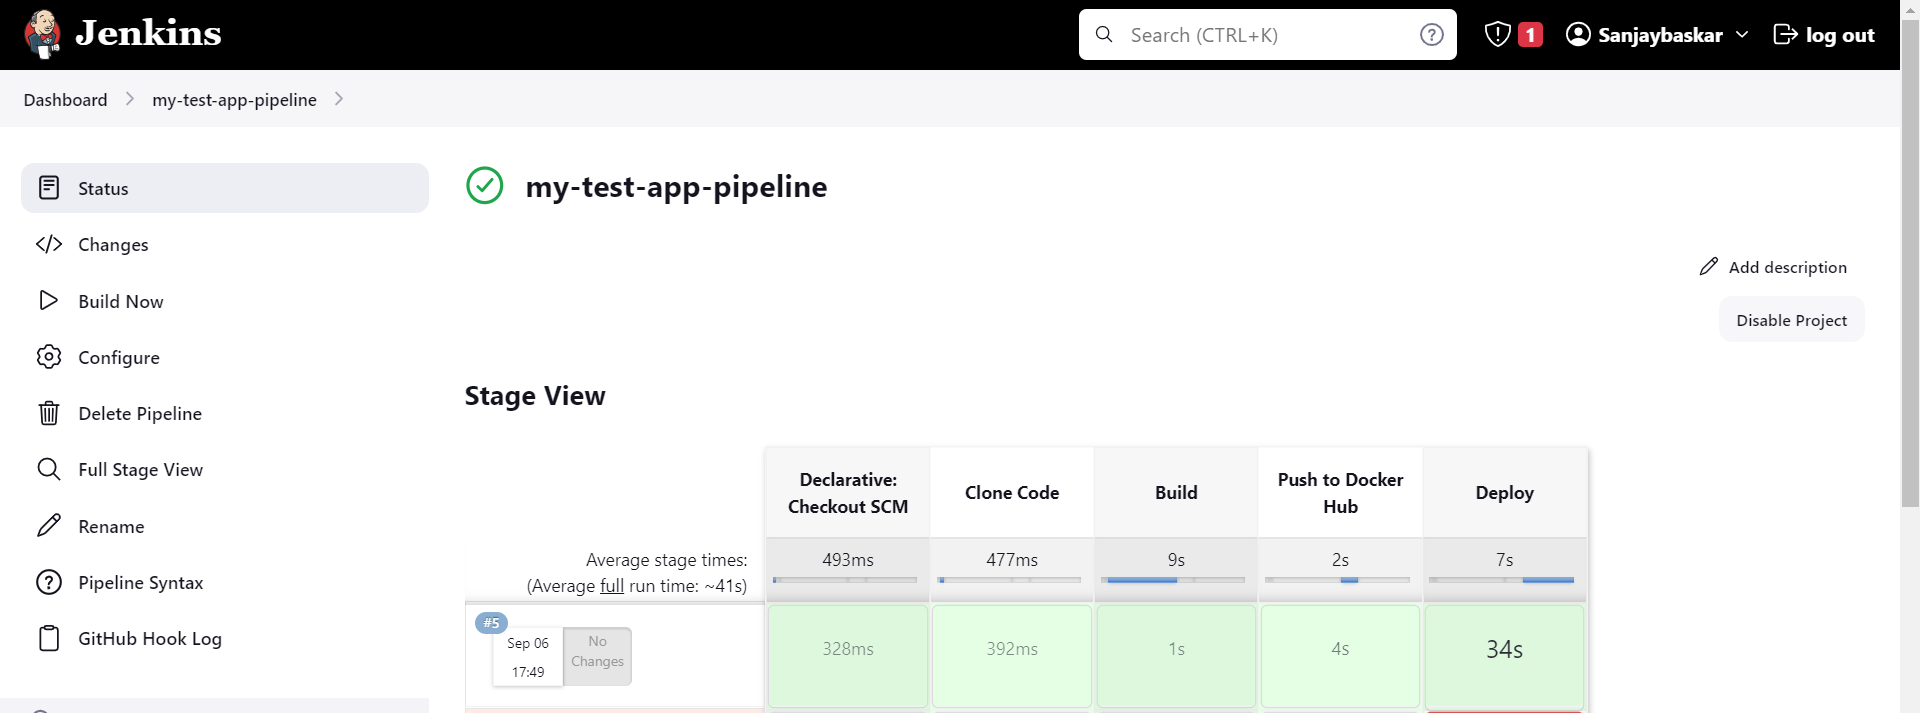 Jenkins
Search (CTRL+K)
1
Sanjaybaskar
log out
Dashboard
my-test-app-pipeline
Status
Changes
Build Now
Configure
Delete Pipeline
Full Stage View
Rename
Pipeline Syntax
GitHub Hook Log
my-test-app-pipeline
Add description
Disable Project
Stage View
Declarative:
Checkout SCM
Clone Code
Build
Push to Docker
Hub
Deploy
Average stage times:
(Average full run time: ~41s)
493ms
477ms
9s
2s
7s
#5
Sep 06
17:49
No
Changes
328ms
392ms
1s
4s
34s